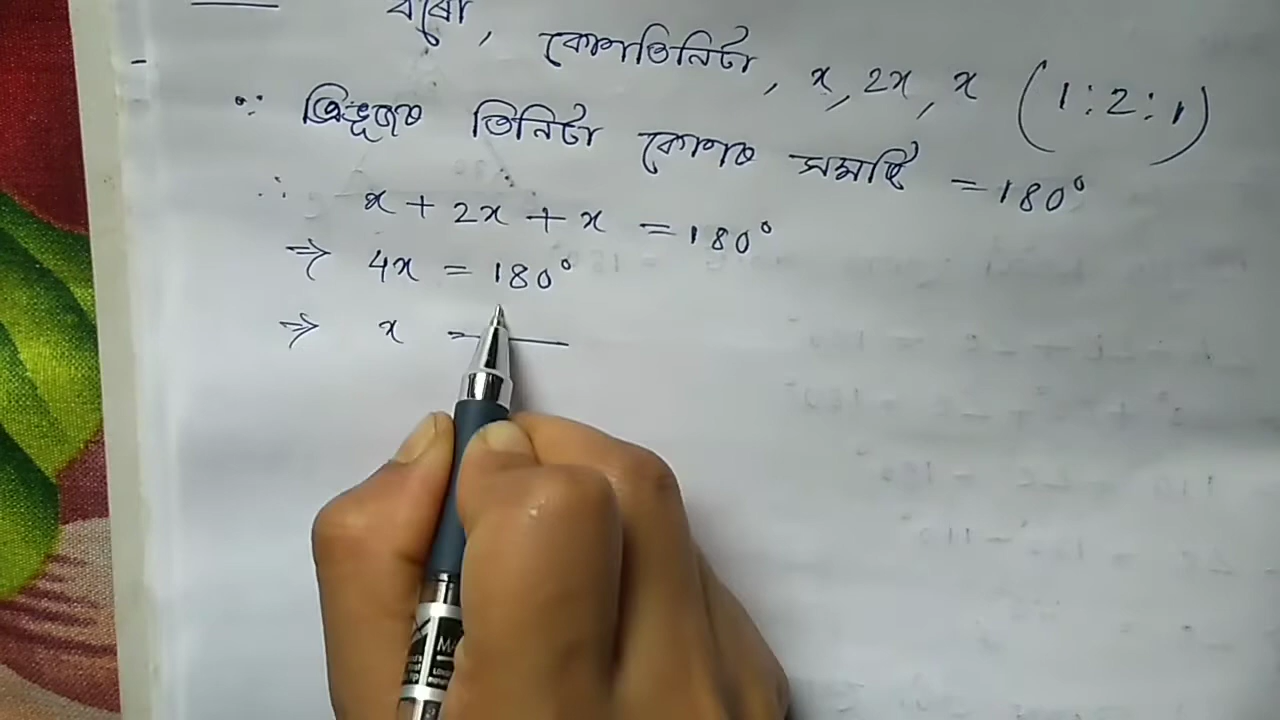 ধৰো, কোণতিনিটা, x, 2x, x (1:2:1)
∵ ত্ৰিভূজৰ তিনিটা কোণৰ সমষ্টি = 180°
∴ x + 2x + x = 180°
⇒ 4x = 180°
⇒ x =